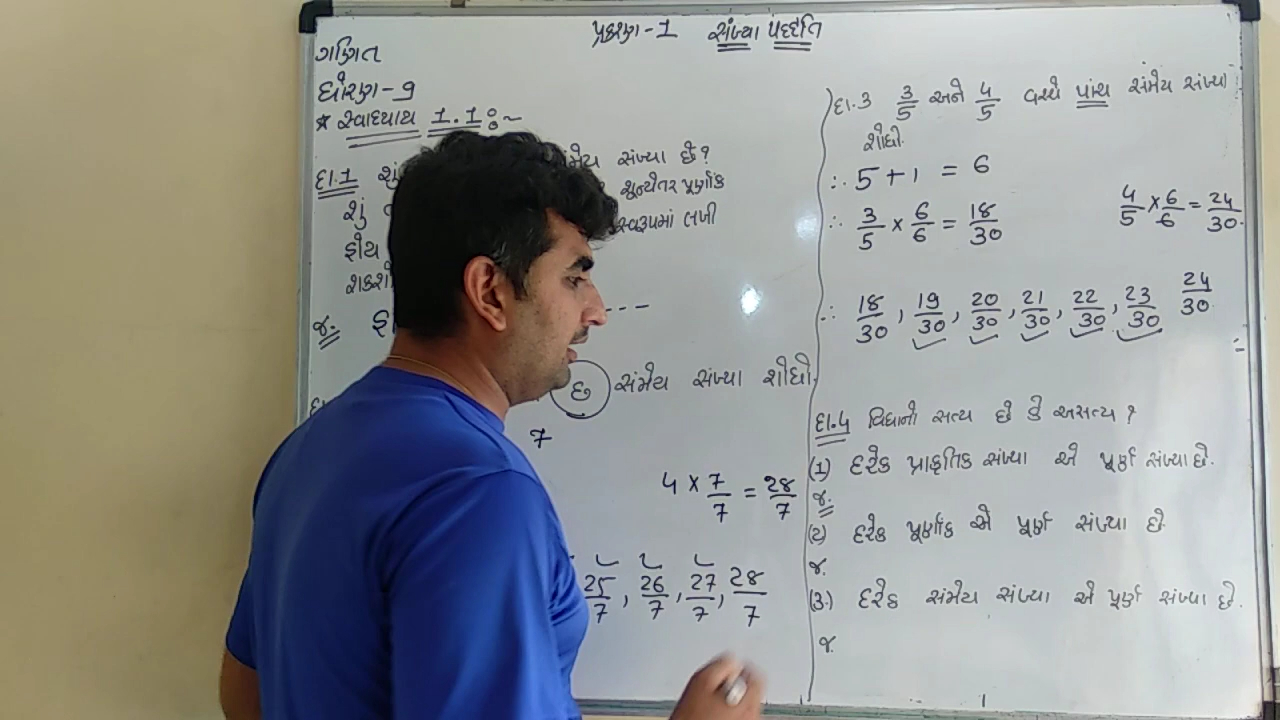 પ્રકરણ-1 સંખ્યા પદ્ધતિ
ગણિત
ધોરણ-9
* સ્વાધ્યાય 1.1 :~
દા.1 શું
સંખ્યા છે?
શૂન્યેતર પૂર્ણાંક
શું
સ્વરૂપમાં લખી
હોય
શકશો
જ.
છ સંમેય સંખ્યા શોધો.
7
4 × 7/7 = 28/7
25/7, 26/7, 27/7, 28/7
દા.3 3/5 અને 4/5 વચ્ચે પાંચ સંમેય સંખ્યા
શોધો.
∴ 5 + 1 = 6
∴ 3/5 × 6/6 = 18/30
4/5 × 6/6 = 24/30.
∴ 18/30, 19/30, 20/30, 21/30, 22/30, 23/30 24/30.
દા.4 વિધાનો સત્ય છે કે અસત્ય?
(1) દરેક પ્રાકૃતિક સંખ્યા એ પૂર્ણ સંખ્યા છે.
જ.
(2) દરેક પૂર્ણાંક એ પૂર્ણ સંખ્યા છે
જ.
(3.) દરેક સંમેય સંખ્યા એ પૂર્ણ સંખ્યા છે.
જ.